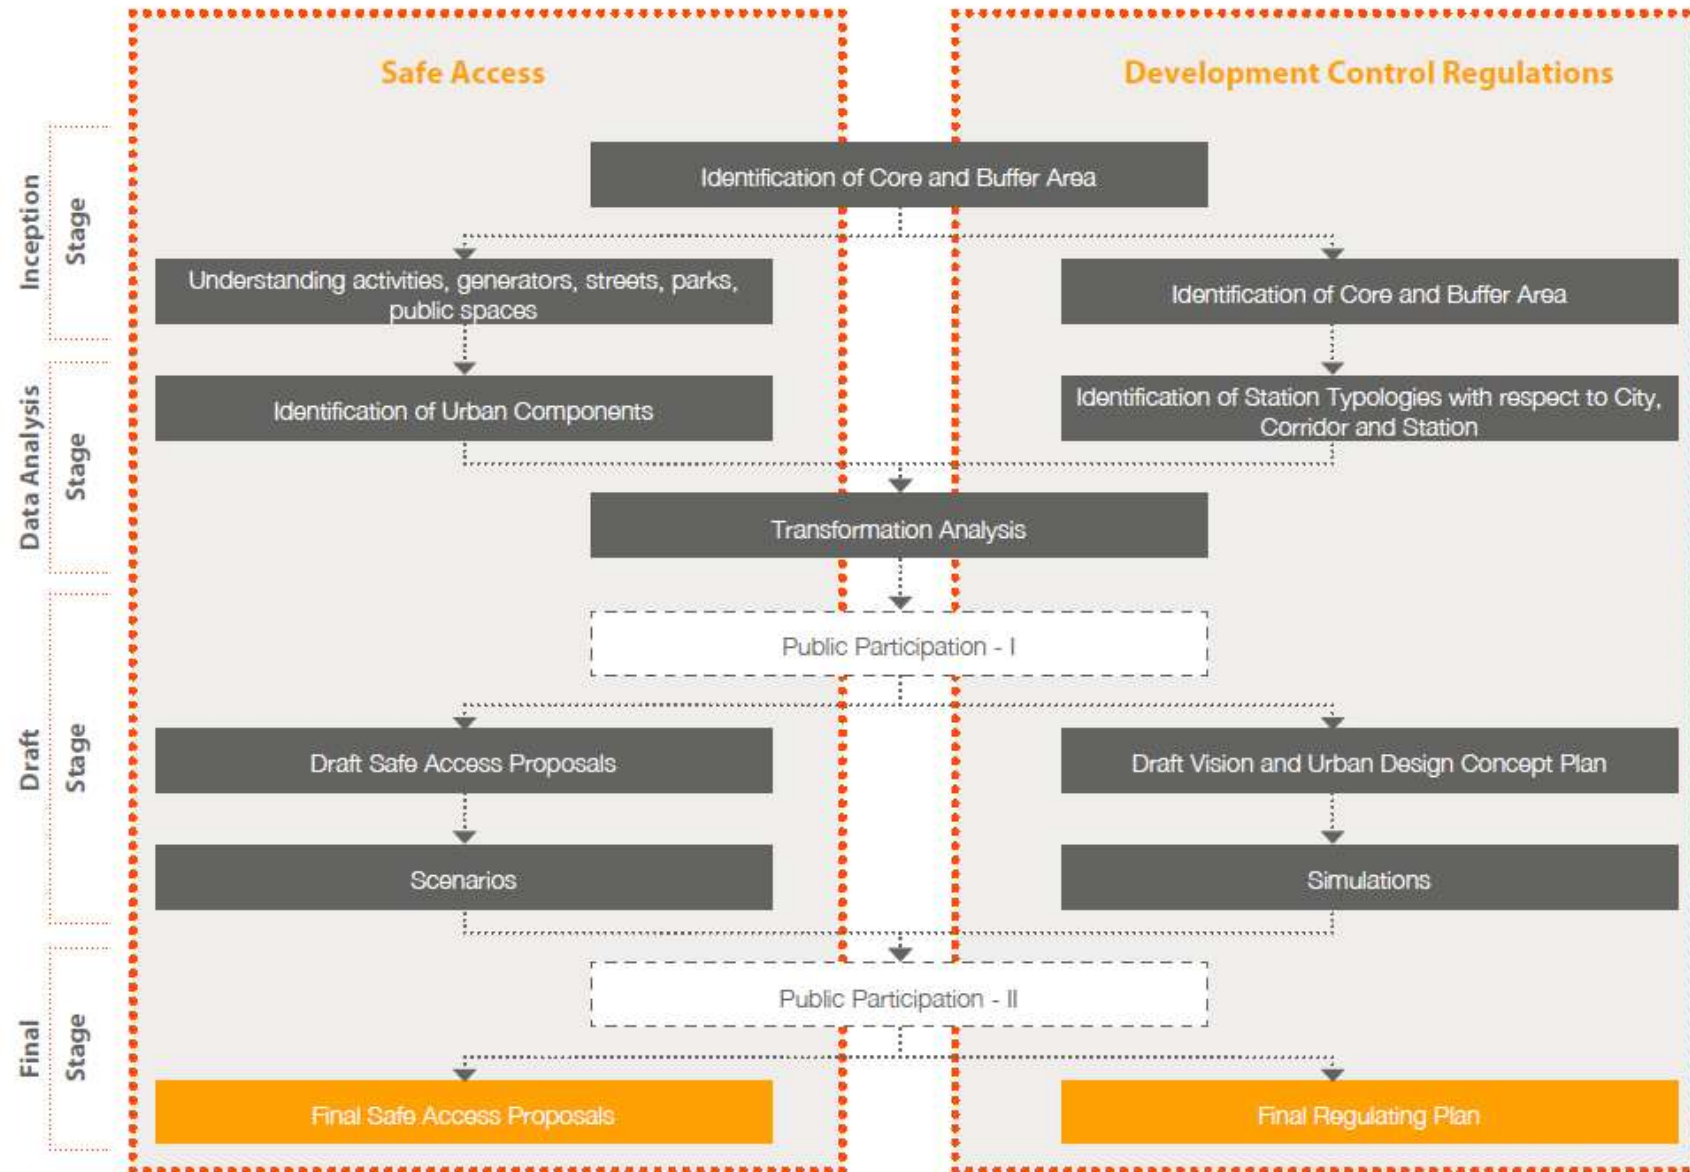 Safe Access
Development Control Regulations
Inception
Stage
Identification of Core and Buffer Area
Understanding activities, generators, streets, parks,
public spaces
Identification of Core and Buffer Area
Data Analysis
Stage
Identification of Urban Components
Identification of Station Typologies with respect to City,
Corridor and Station
Transformation Analysis
Draft
Stage
Public Participation - I
Draft Safe Access Proposals
Draft Vision and Urban Design Concept Plan
Scenarios
Simulations
Final
Stage
Public Participation - II
Final Safe Access Proposals
Final Regulating Plan